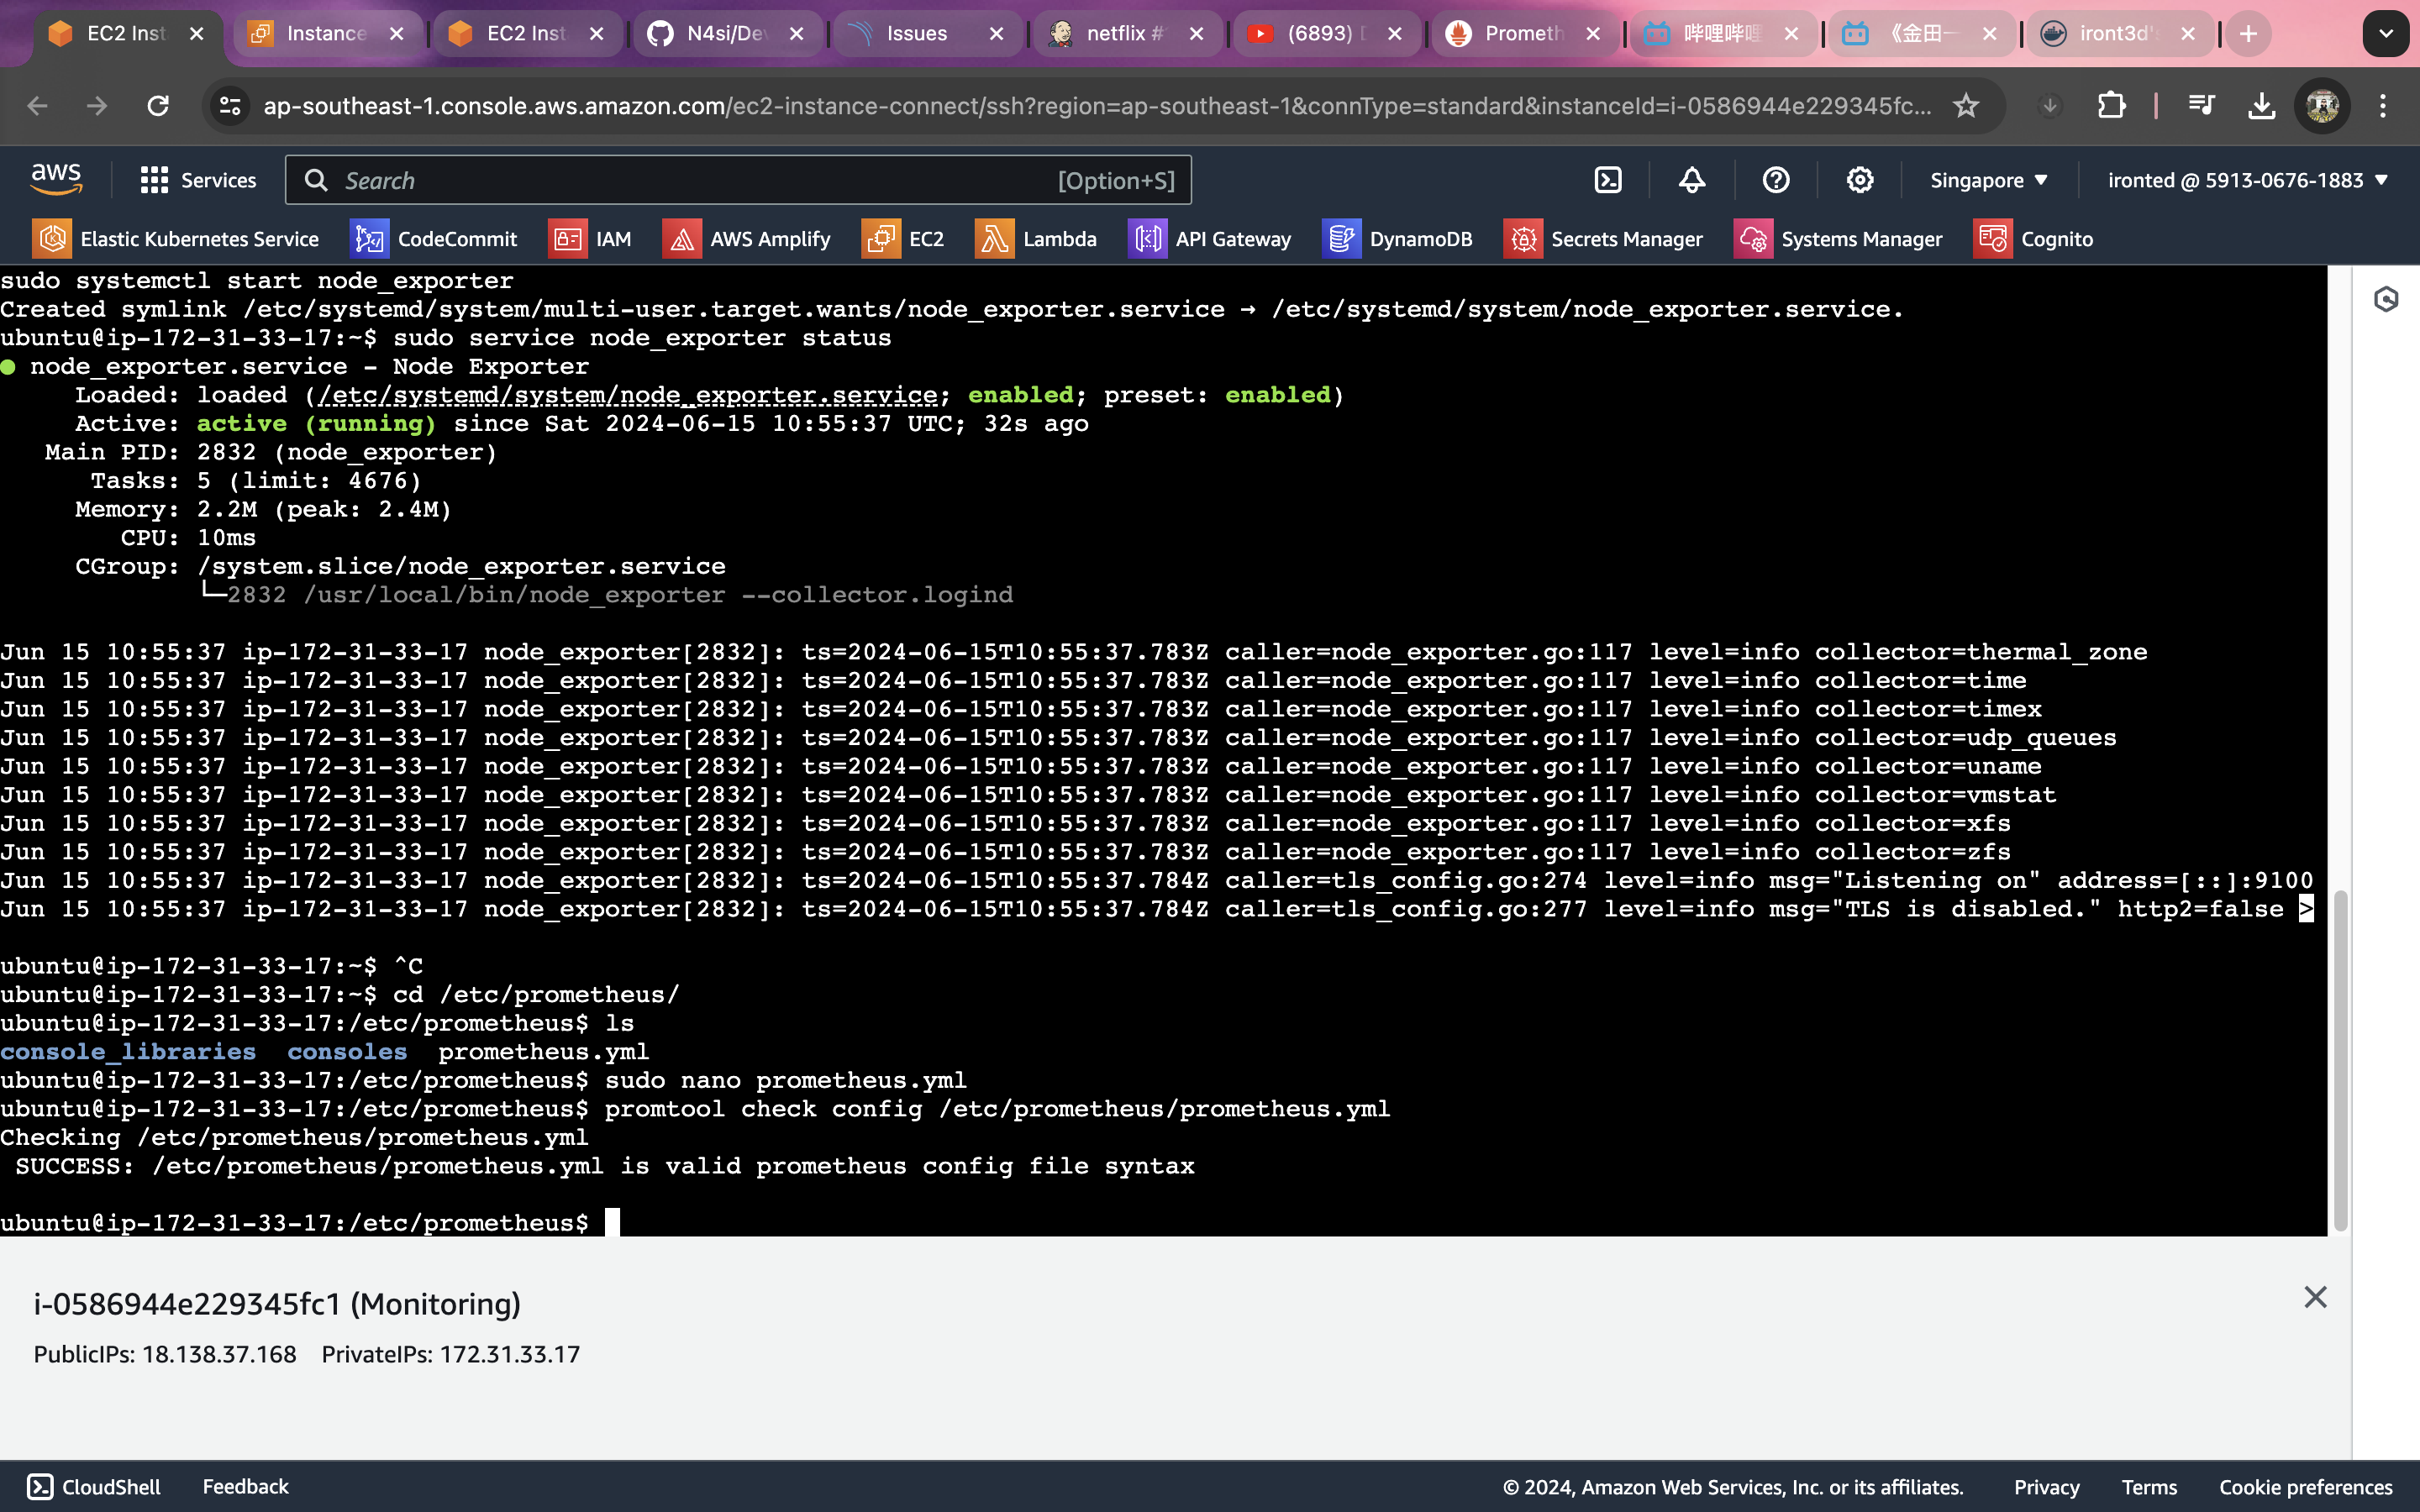 EC2 Inst
Instance
EC2 Inst
N4si/Dev
Issues
netflix #
(6893) D
Prometh
哔哩哔哩
《金田一
iront3d's
ap-southeast-1.console.aws.amazon.com/ec2-instance-connect/ssh?region=ap-southeast-1&connType=standard&instanceId=i-0586944e229345fc...
aws
Services
Search
[Option+S]
Singapore
ironted @ 5913-0676-1883
Elastic Kubernetes Service
CodeCommit
IAM
AWS Amplify
EC2
Lambda
API Gateway
DynamoDB
Secrets Manager
Systems Manager
Cognito
sudo systemctl start node_exporter
Created symlink /etc/systemd/system/multi-user.target.wants/node_exporter.service → /etc/systemd/system/node_exporter.service.
ubuntu@ip-172-31-33-17:~$ sudo service node_exporter status
● node_exporter.service - Node Exporter
Loaded: loaded (/etc/systemd/system/node_exporter.service; enabled; preset: enabled)
Active: active (running) since Sat 2024-06-15 10:55:37 UTC; 32s ago
Main PID: 2832 (node_exporter)
Tasks: 5 (limit: 4676)
Memory: 2.2M (peak: 2.4M)
CPU: 10ms
CGroup: /system.slice/node_exporter.service
└─2832 /usr/local/bin/node_exporter --collector.logind
Jun 15 10:55:37 ip-172-31-33-17 node_exporter[2832]: ts=2024-06-15T10:55:37.783Z caller=node_exporter.go:117 level=info collector=thermal_zone
Jun 15 10:55:37 ip-172-31-33-17 node_exporter[2832]: ts=2024-06-15T10:55:37.783Z caller=node_exporter.go:117 level=info collector=time
Jun 15 10:55:37 ip-172-31-33-17 node_exporter[2832]: ts=2024-06-15T10:55:37.783Z caller=node_exporter.go:117 level=info collector=timex
Jun 15 10:55:37 ip-172-31-33-17 node_exporter[2832]: ts=2024-06-15T10:55:37.783Z caller=node_exporter.go:117 level=info collector=udp_queues
Jun 15 10:55:37 ip-172-31-33-17 node_exporter[2832]: ts=2024-06-15T10:55:37.783Z caller=node_exporter.go:117 level=info collector=uname
Jun 15 10:55:37 ip-172-31-33-17 node_exporter[2832]: ts=2024-06-15T10:55:37.783Z caller=node_exporter.go:117 level=info collector=vmstat
Jun 15 10:55:37 ip-172-31-33-17 node_exporter[2832]: ts=2024-06-15T10:55:37.783Z caller=node_exporter.go:117 level=info collector=xfs
Jun 15 10:55:37 ip-172-31-33-17 node_exporter[2832]: ts=2024-06-15T10:55:37.783Z caller=node_exporter.go:117 level=info collector=zfs
Jun 15 10:55:37 ip-172-31-33-17 node_exporter[2832]: ts=2024-06-15T10:55:37.784Z caller=tls_config.go:274 level=info msg="Listening on" address=[::]:9100
Jun 15 10:55:37 ip-172-31-33-17 node_exporter[2832]: ts=2024-06-15T10:55:37.784Z caller=tls_config.go:277 level=info msg="TLS is disabled." http2=false >
ubuntu@ip-172-31-33-17:~$ ^C
ubuntu@ip-172-31-33-17:~$ cd /etc/prometheus/
ubuntu@ip-172-31-33-17:/etc/prometheus$ ls
console_libraries consoles prometheus.yml
ubuntu@ip-172-31-33-17:/etc/prometheus$ sudo nano prometheus.yml
ubuntu@ip-172-31-33-17:/etc/prometheus$ promtool check config /etc/prometheus/prometheus.yml
Checking /etc/prometheus/prometheus.yml
SUCCESS: /etc/prometheus/prometheus.yml is valid prometheus config file syntax
ubuntu@ip-172-31-33-17:/etc/prometheus$
i-0586944e229345fc1 (Monitoring)
PublicIPs: 18.138.37.168 PrivateIPs: 172.31.33.17
CloudShell
Feedback
© 2024, Amazon Web Services, Inc. or its affiliates.
Privacy
Terms
Cookie preferences